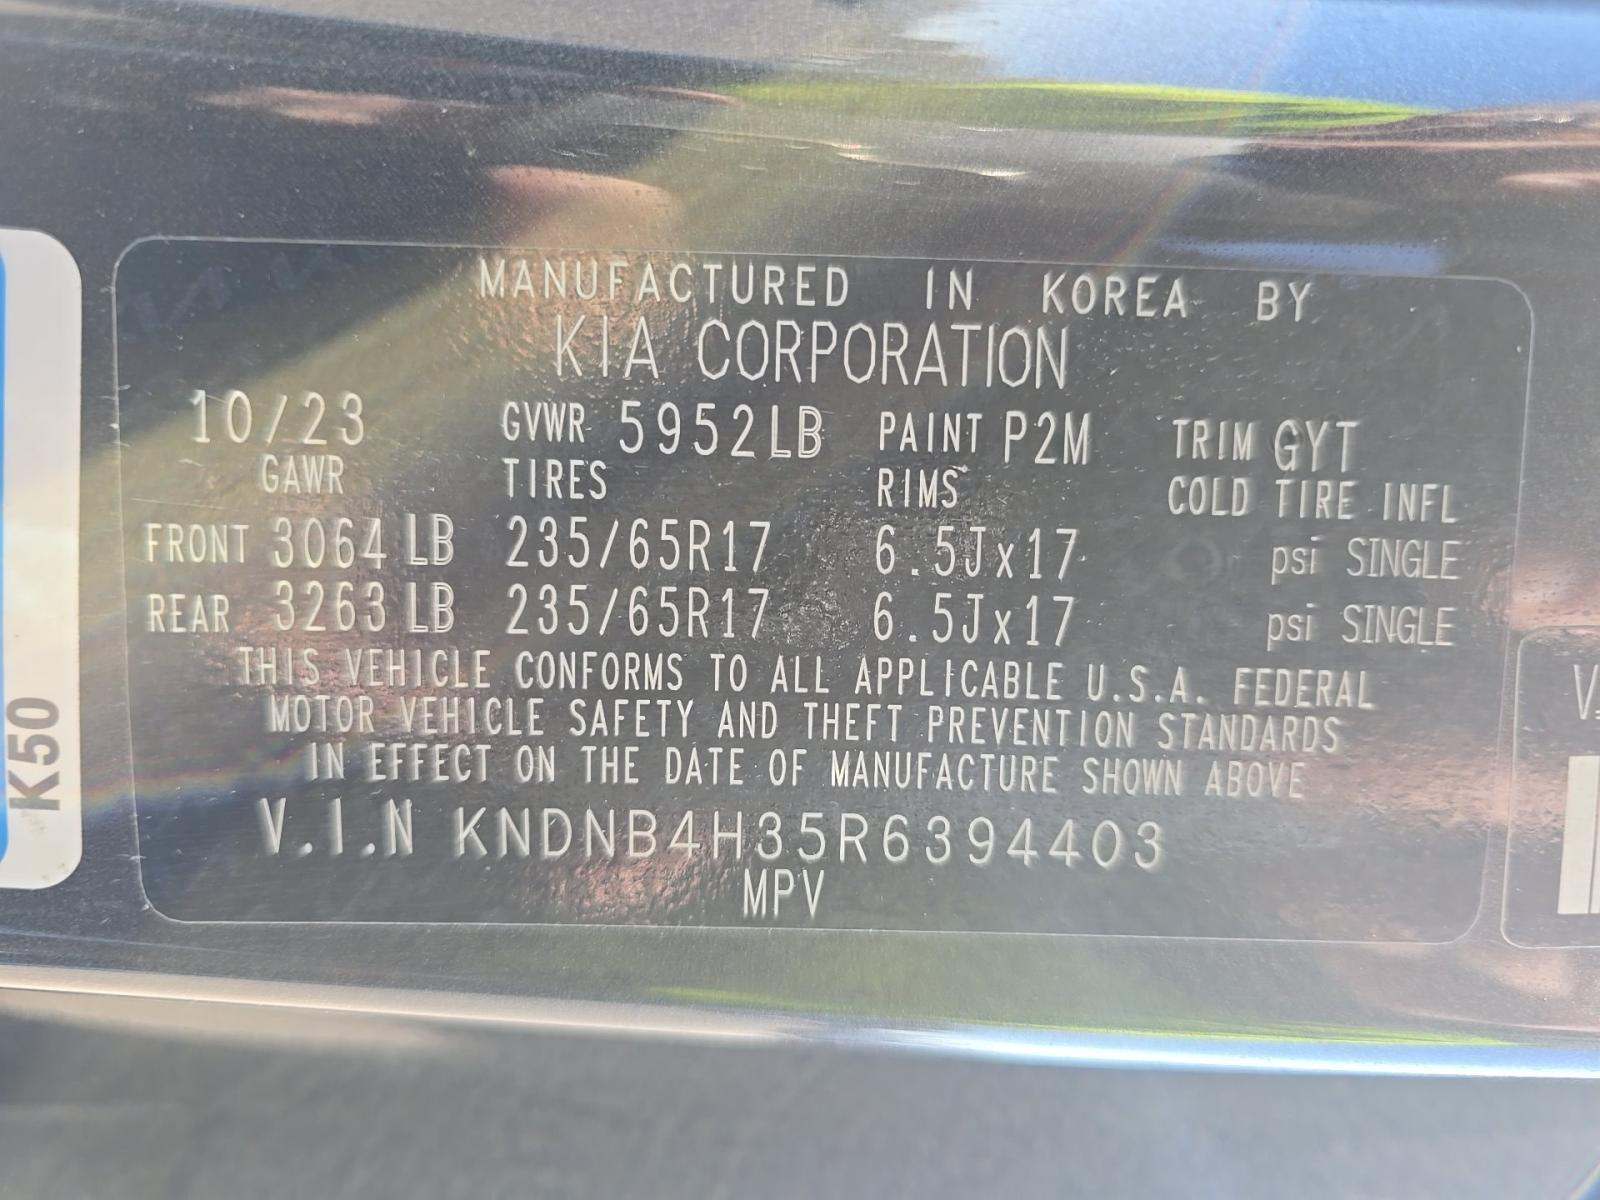 MANUFACTURED IN KOREA BY
KIA CORPORATION
10/23 GVWR 5952LB PAINT P2M TRIM GYT
GAWR TIRES RIMS COLD TIRE INFL
FRONT 3064 LB 235/65R17 6.5Jx17 psi SINGLE
REAR 3263 LB 235/65R17 6.5Jx17 psi SINGLE
THIS VEHICLE CONFORMS TO ALL APPLICABLE U.S.A. FEDERAL
MOTOR VEHICLE SAFETY AND THEFT PREVENTION STANDARDS
IN EFFECT ON THE DATE OF MANUFACTURE SHOWN ABOVE
V.I.N KNDNB4H35R6394403
MPV
K50